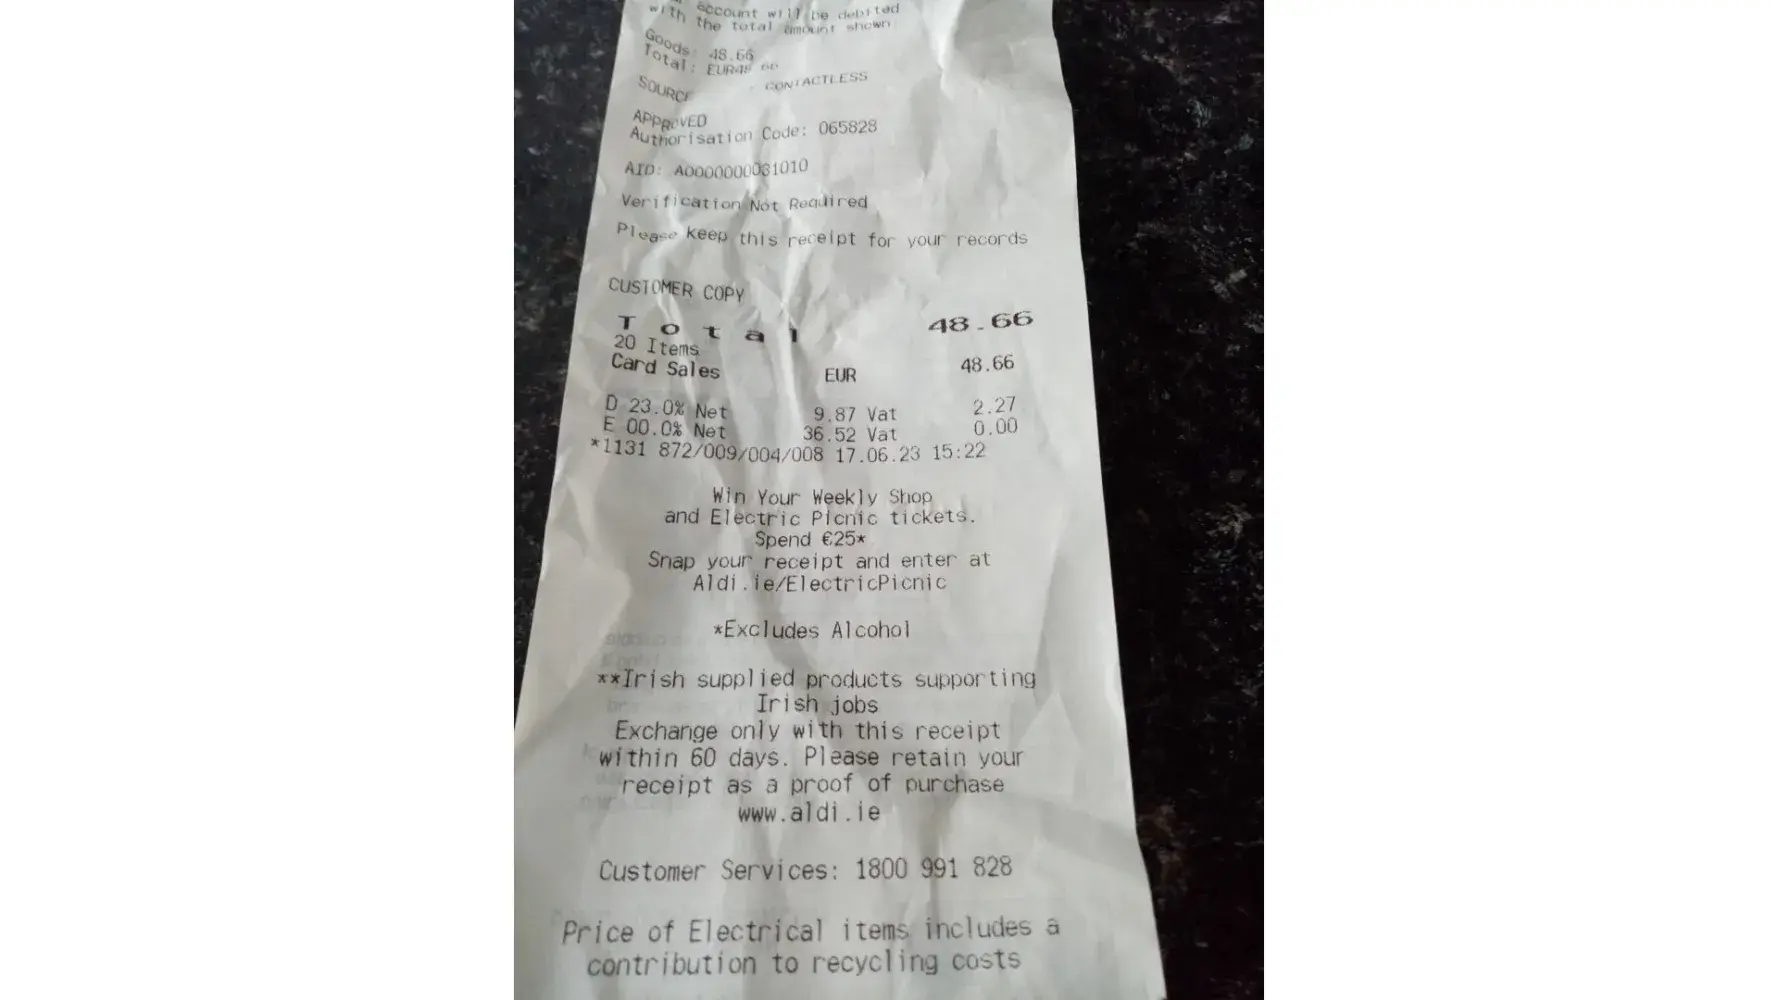 account will be debited
with the total amount shown
Goods: 48.66
Total: EUR48.66
SOURCE : CONTACTLESS
APPROVED
Authorisation Code: 065828
AID: A0000000031010
Verification Not Required
Please keep this receipt for your records
CUSTOMER COPY
Total 48.66
20 Items
Card Sales EUR 48.66
D 23.0% Net 9.87 Vat 2.27
E 00.0% Net 36.52 Vat 0.00
*1131 872/009/004/008 17.06.23 15:22
Win Your Weekly Shop
and Electric Picnic tickets.
Spend €25*
Snap your receipt and enter at
Aldi.ie/ElectricPicnic
*Excludes Alcohol
**Irish supplied products supporting
Irish jobs
Exchange only with this receipt
within 60 days. Please retain your
receipt as a proof of purchase
www.aldi.ie
Customer Services: 1800 991 828
Price of Electrical items includes a
contribution to recycling costs